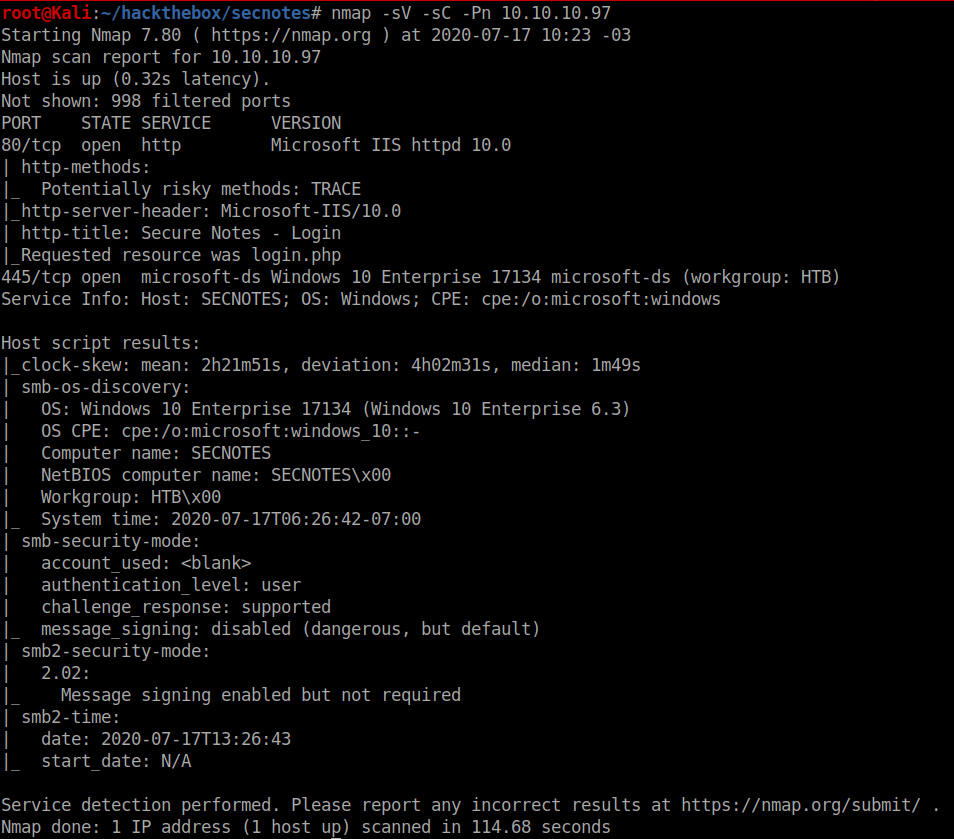 root@Kali:~/hackthebox/secnotes# nmap -sV -sC -Pn 10.10.10.97
Starting Nmap 7.80 ( https://nmap.org ) at 2020-07-17 10:23 -03
Nmap scan report for 10.10.10.97
Host is up (0.32s latency).
Not shown: 998 filtered ports
PORT    STATE SERVICE      VERSION
80/tcp  open  http         Microsoft IIS httpd 10.0
| http-methods:
|_  Potentially risky methods: TRACE
|_http-server-header: Microsoft-IIS/10.0
| http-title: Secure Notes - Login
|_Requested resource was login.php
445/tcp open  microsoft-ds Windows 10 Enterprise 17134 microsoft-ds (workgroup: HTB)
Service Info: Host: SECNOTES; OS: Windows; CPE: cpe:/o:microsoft:windows

Host script results:
|_clock-skew: mean: 2h21m51s, deviation: 4h02m31s, median: 1m49s
| smb-os-discovery:
|   OS: Windows 10 Enterprise 17134 (Windows 10 Enterprise 6.3)
|   OS CPE: cpe:/o:microsoft:windows_10::-
|   Computer name: SECNOTES
|   NetBIOS computer name: SECNOTES\x00
|   Workgroup: HTB\x00
|_  System time: 2020-07-17T06:26:42-07:00
| smb-security-mode:
|   account_used: <blank>
|   authentication_level: user
|   challenge_response: supported
|_  message_signing: disabled (dangerous, but default)
| smb2-security-mode:
|   2.02:
|_    Message signing enabled but not required
| smb2-time:
|   date: 2020-07-17T13:26:43
|_  start_date: N/A

Service detection performed. Please report any incorrect results at https://nmap.org/submit/ .
Nmap done: 1 IP address (1 host up) scanned in 114.68 seconds